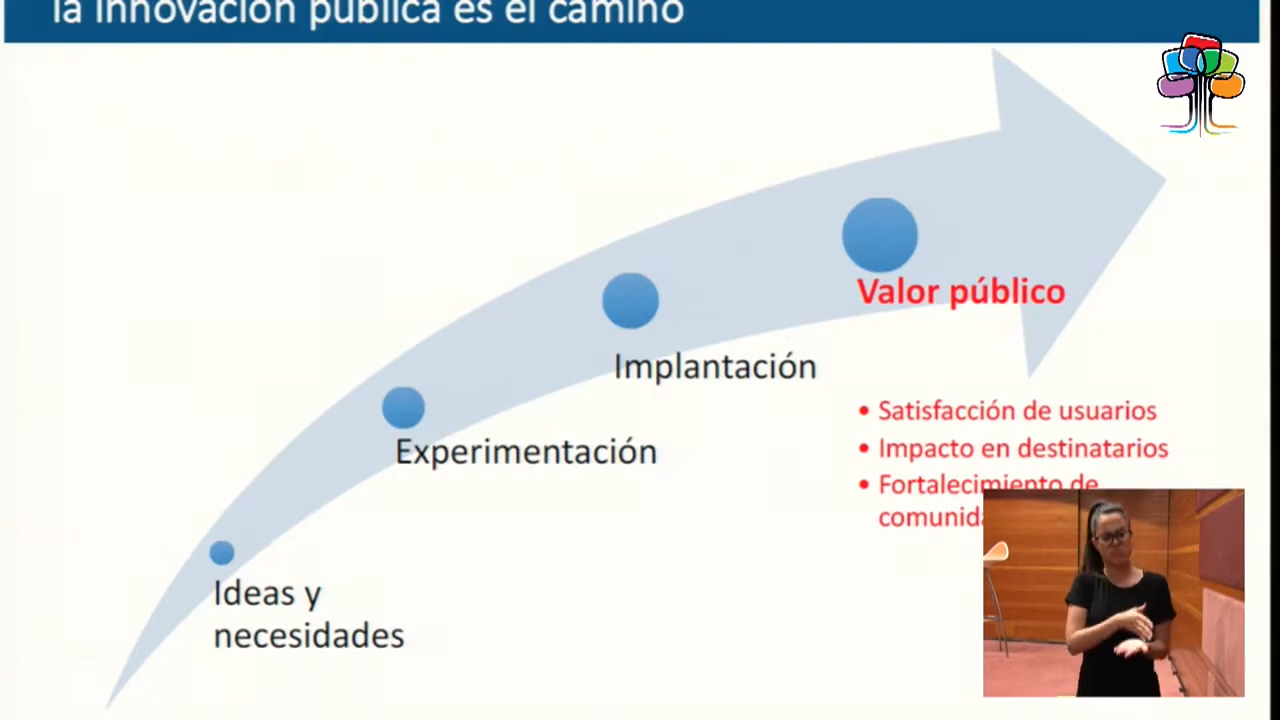 la innovación pública es el camino
Valor público
Implantación
Satisfacción de usuarios
Experimentación
Impacto en destinatarios
Fortalecimiento de
Ideas y
necesidades